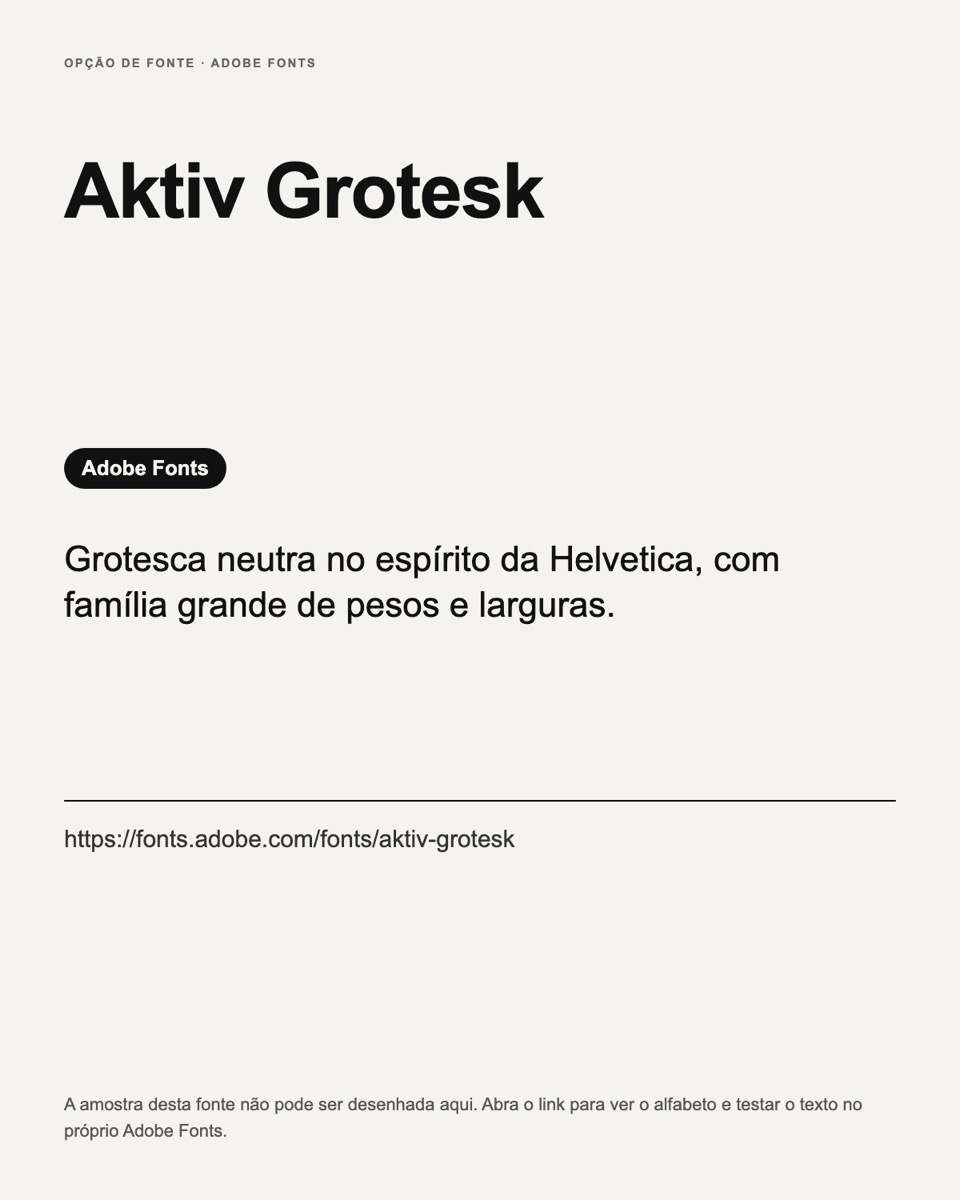 OPÇÃO DE FONTE · ADOBE FONTS
Aktiv Grotesk
Adobe Fonts
Grotesca neutra no espírito da Helvetica, com
família grande de pesos e larguras.
https://fonts.adobe.com/fonts/aktiv-grotesk
A amostra desta fonte não pode ser desenhada aqui. Abra o link para ver o alfabeto e testar o texto no
próprio Adobe Fonts.